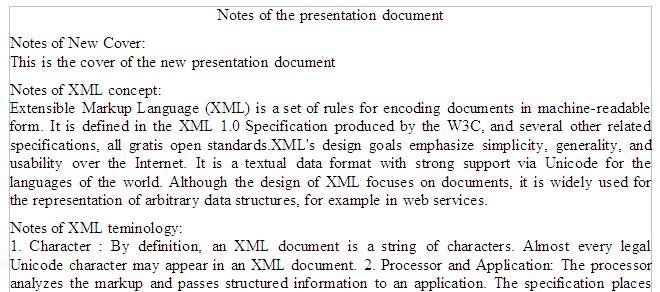 Notes of the presentation document
Notes of New Cover:
This is the cover of the new presentation document
Notes of XML concept:
Extensible Markup Language (XML) is a set of rules for encoding documents in machine-readable
form. It is defined in the XML 1.0 Specification produced by the W3C, and several other related
specifications, all gratis open standards.XML's design goals emphasize simplicity, generality, and
usability over the Internet. It is a textual data format with strong support via Unicode for the
languages of the world. Although the design of XML focuses on documents, it is widely used for
the representation of arbitrary data structures, for example in web services.
Notes of XML teminology:
1. Character : By definition, an XML document is a string of characters. Almost every legal
Unicode character may appear in an XML document. 2. Processor and Application: The processor
analyzes the markup and passes structured information to an application. The specification places